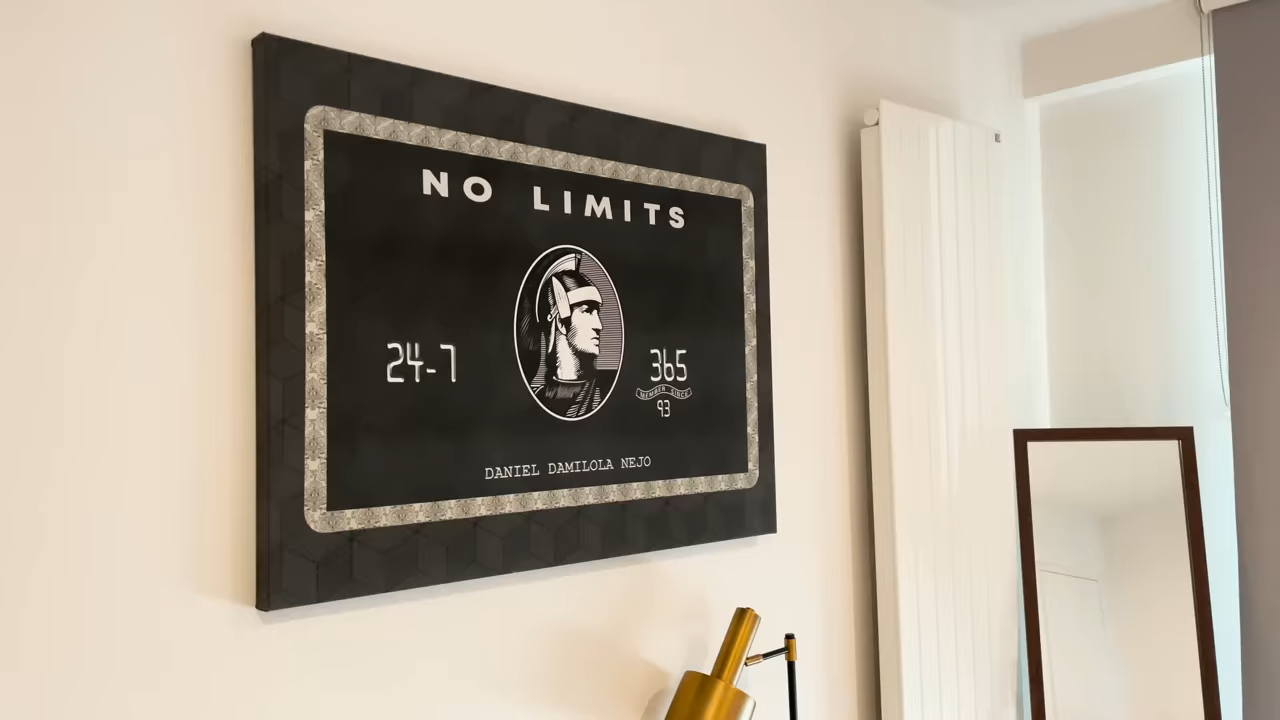 NO LIMITS
24-7
365
MEMBER SINCE
93
DANIEL DAMILOLA NEJO